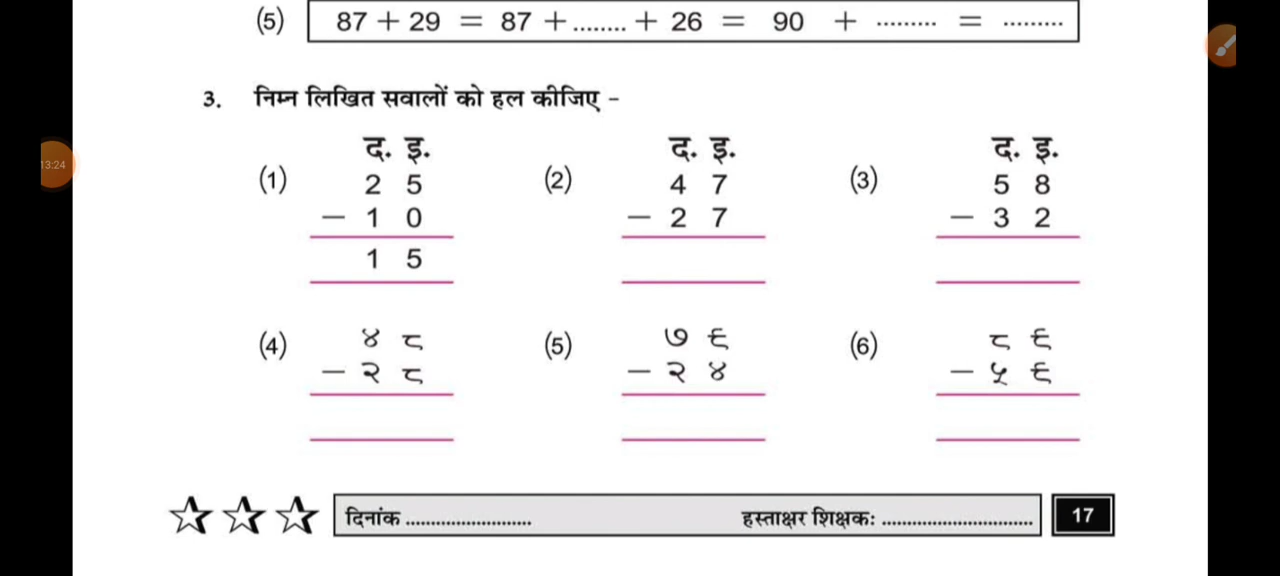 (5) 87 + 29 = 87 + ........ + 26 = 90 + ......... = .........
3. निम्न लिखित सवालों को हल कीजिए –
द. इ. द. इ. द. इ.
(1) 2 5 (2) 4 7 (3) 5 8
– 1 0 – 2 7 – 3 2
1 5
(4) ४ ८ (5) ७ ६ (6) ८ ६
– २ ८ – २ ४ – ५ ६
दिनांक ......................... हस्ताक्षर शिक्षक: .............................. 17
13:24